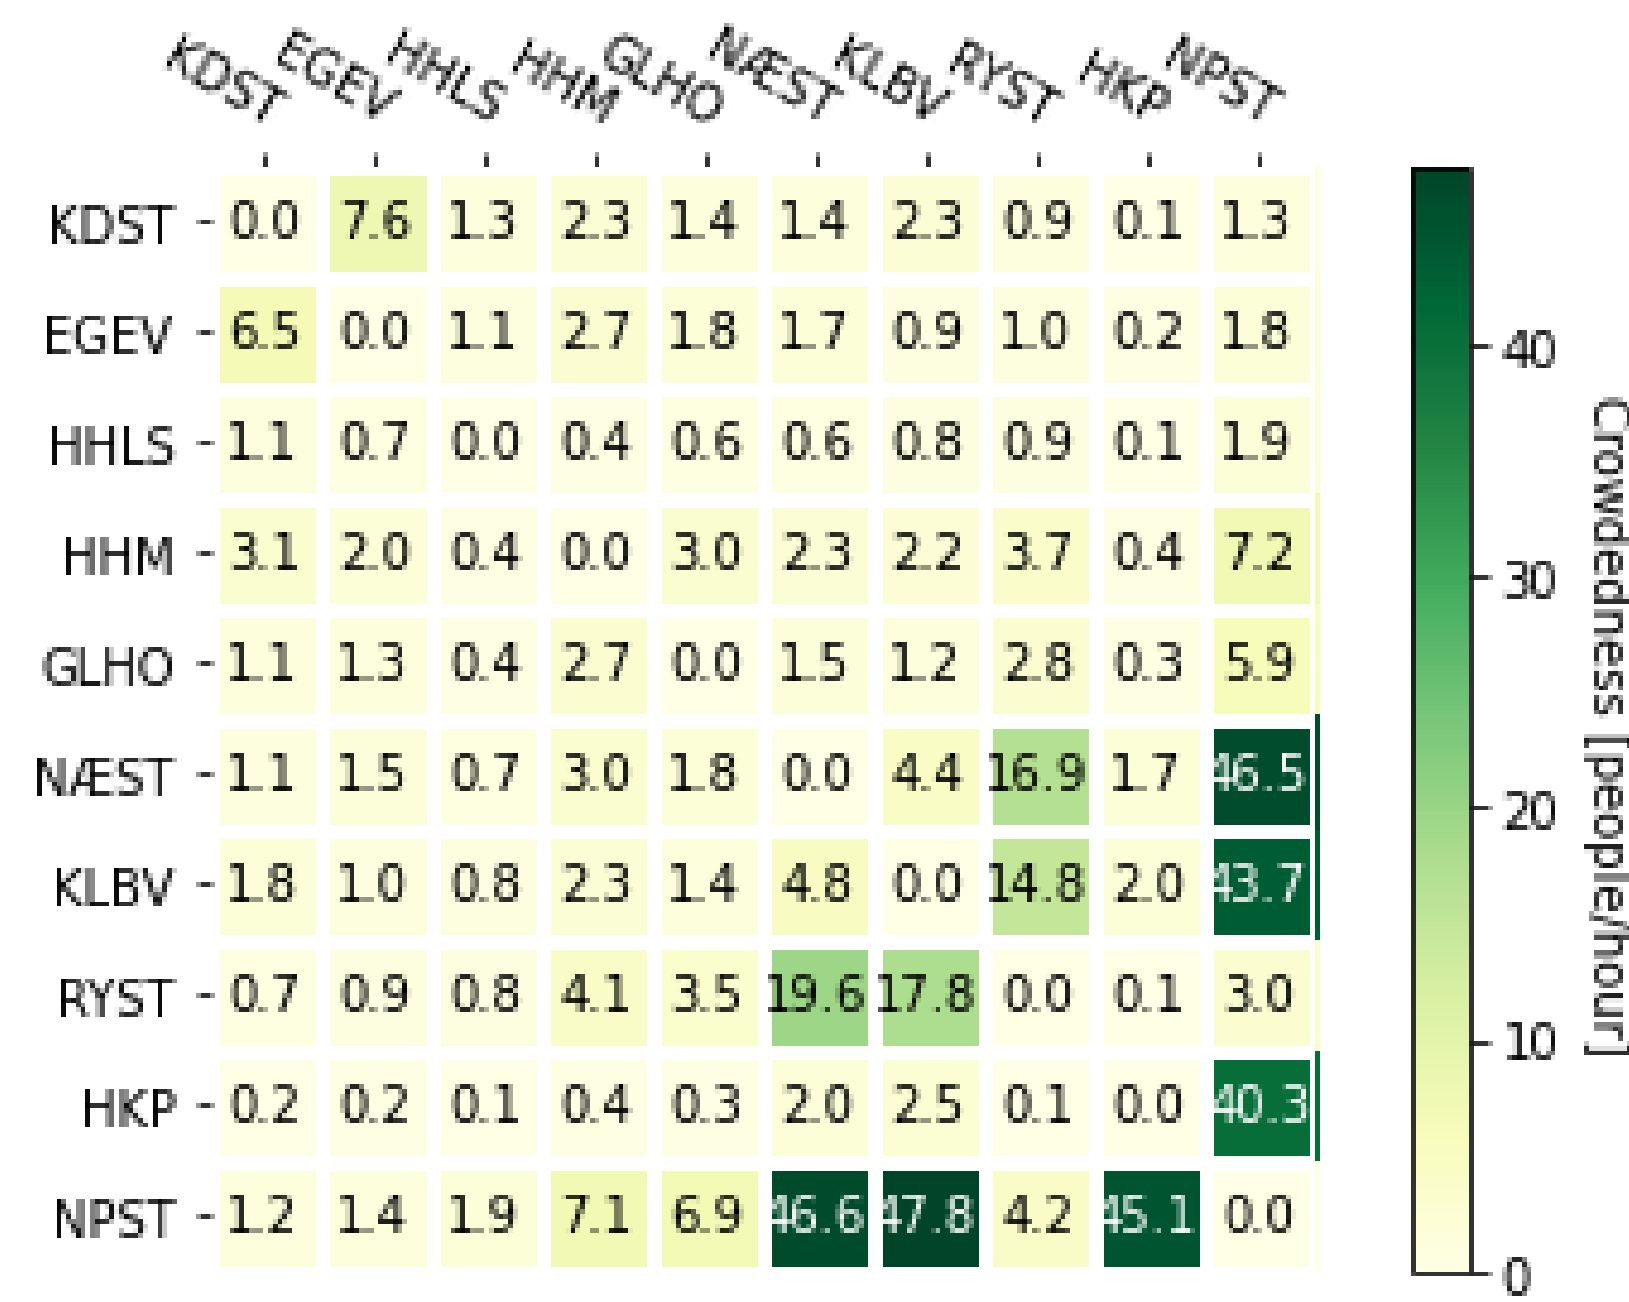 KDST EGEV HHLS HHM GLHO NÆST KLBV RYST HKP NPST
KDST 0.0 7.6 1.3 2.3 1.4 1.4 2.3 0.9 0.1 1.3
EGEV 6.5 0.0 1.1 2.7 1.8 1.7 0.9 1.0 0.2 1.8
HHLS 1.1 0.7 0.0 0.4 0.6 0.6 0.8 0.9 0.1 1.9
HHM 3.1 2.0 0.4 0.0 3.0 2.3 2.2 3.7 0.4 7.2
GLHO 1.1 1.3 0.4 2.7 0.0 1.5 1.2 2.8 0.3 5.9
NÆST 1.1 1.5 0.7 3.0 1.8 0.0 4.4 16.9 1.7 46.5
KLBV 1.8 1.0 0.8 2.3 1.4 4.8 0.0 14.8 2.0 43.7
RYST 0.7 0.9 0.8 4.1 3.5 19.6 17.8 0.0 0.1 3.0
HKP 0.2 0.2 0.1 0.4 0.3 2.0 2.5 0.1 0.0 40.3
NPST 1.2 1.4 1.9 7.1 6.9 46.6 47.8 4.2 45.1 0.0
40
30
20
10
0
Crowdedness [people/hour]